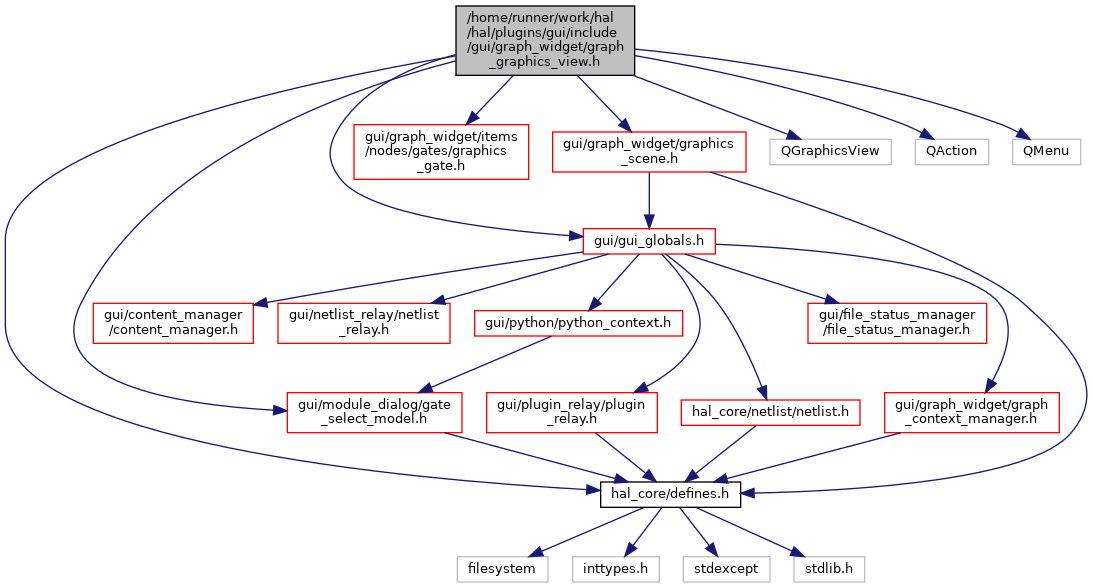 /home/runner/work/hal
/hal/plugins/gui/include
/gui/graph_widget/graph
_graphics_view.h
gui/graph_widget/items
/nodes/gates/graphics
_gate.h
gui/graph_widget/graphics
_scene.h
QGraphicsView
QAction
QMenu
gui/gui_globals.h
gui/content_manager
/content_manager.h
gui/netlist_relay/netlist
_relay.h
gui/python/python_context.h
gui/file_status_manager
/file_status_manager.h
gui/module_dialog/gate
_select_model.h
gui/plugin_relay/plugin
_relay.h
hal_core/netlist/netlist.h
gui/graph_widget/graph
_context_manager.h
hal_core/defines.h
filesystem
inttypes.h
stdexcept
stdlib.h